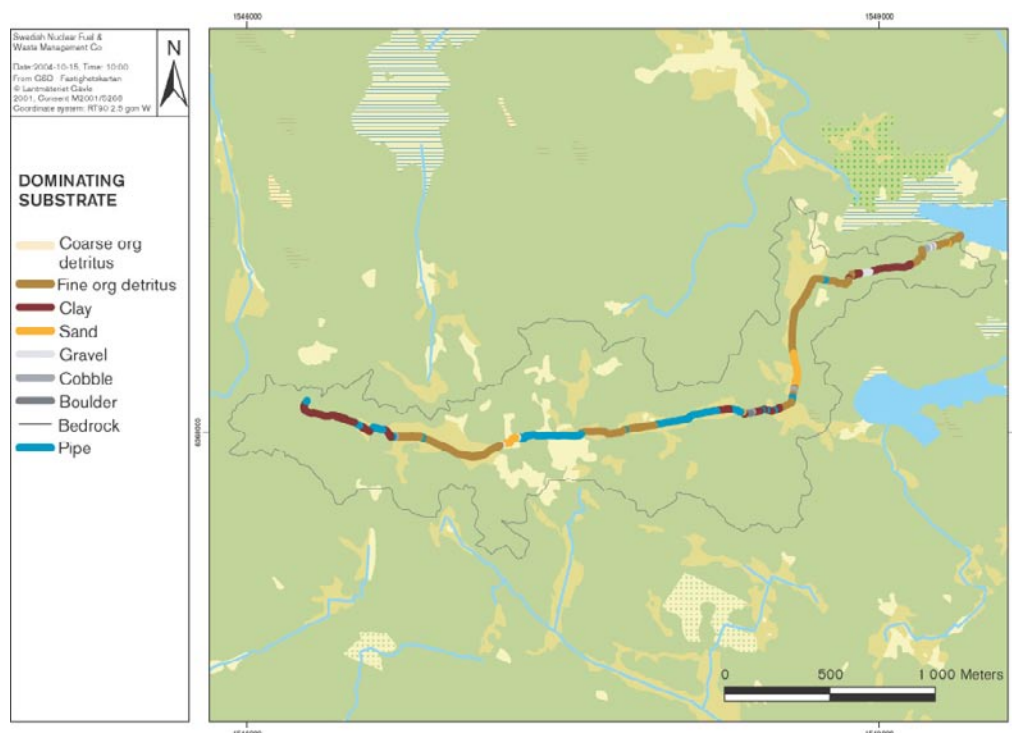 1546000
1549000
Swedish Nuclear Fuel &
Waste Management Co
Date:2004-10-15, Time: 10:00
From GSD - Fastighetskartan
© Lantmäteriet Gävle
2001, Consent M2001/5268
Coordinate system: RT90 2.5 gon W
N
DOMINATING
SUBSTRATE
Coarse org
detritus
Fine org detritus
Clay
Sand
Gravel
Cobble
Boulder
Bedrock
Pipe
0 500 1 000 Meters